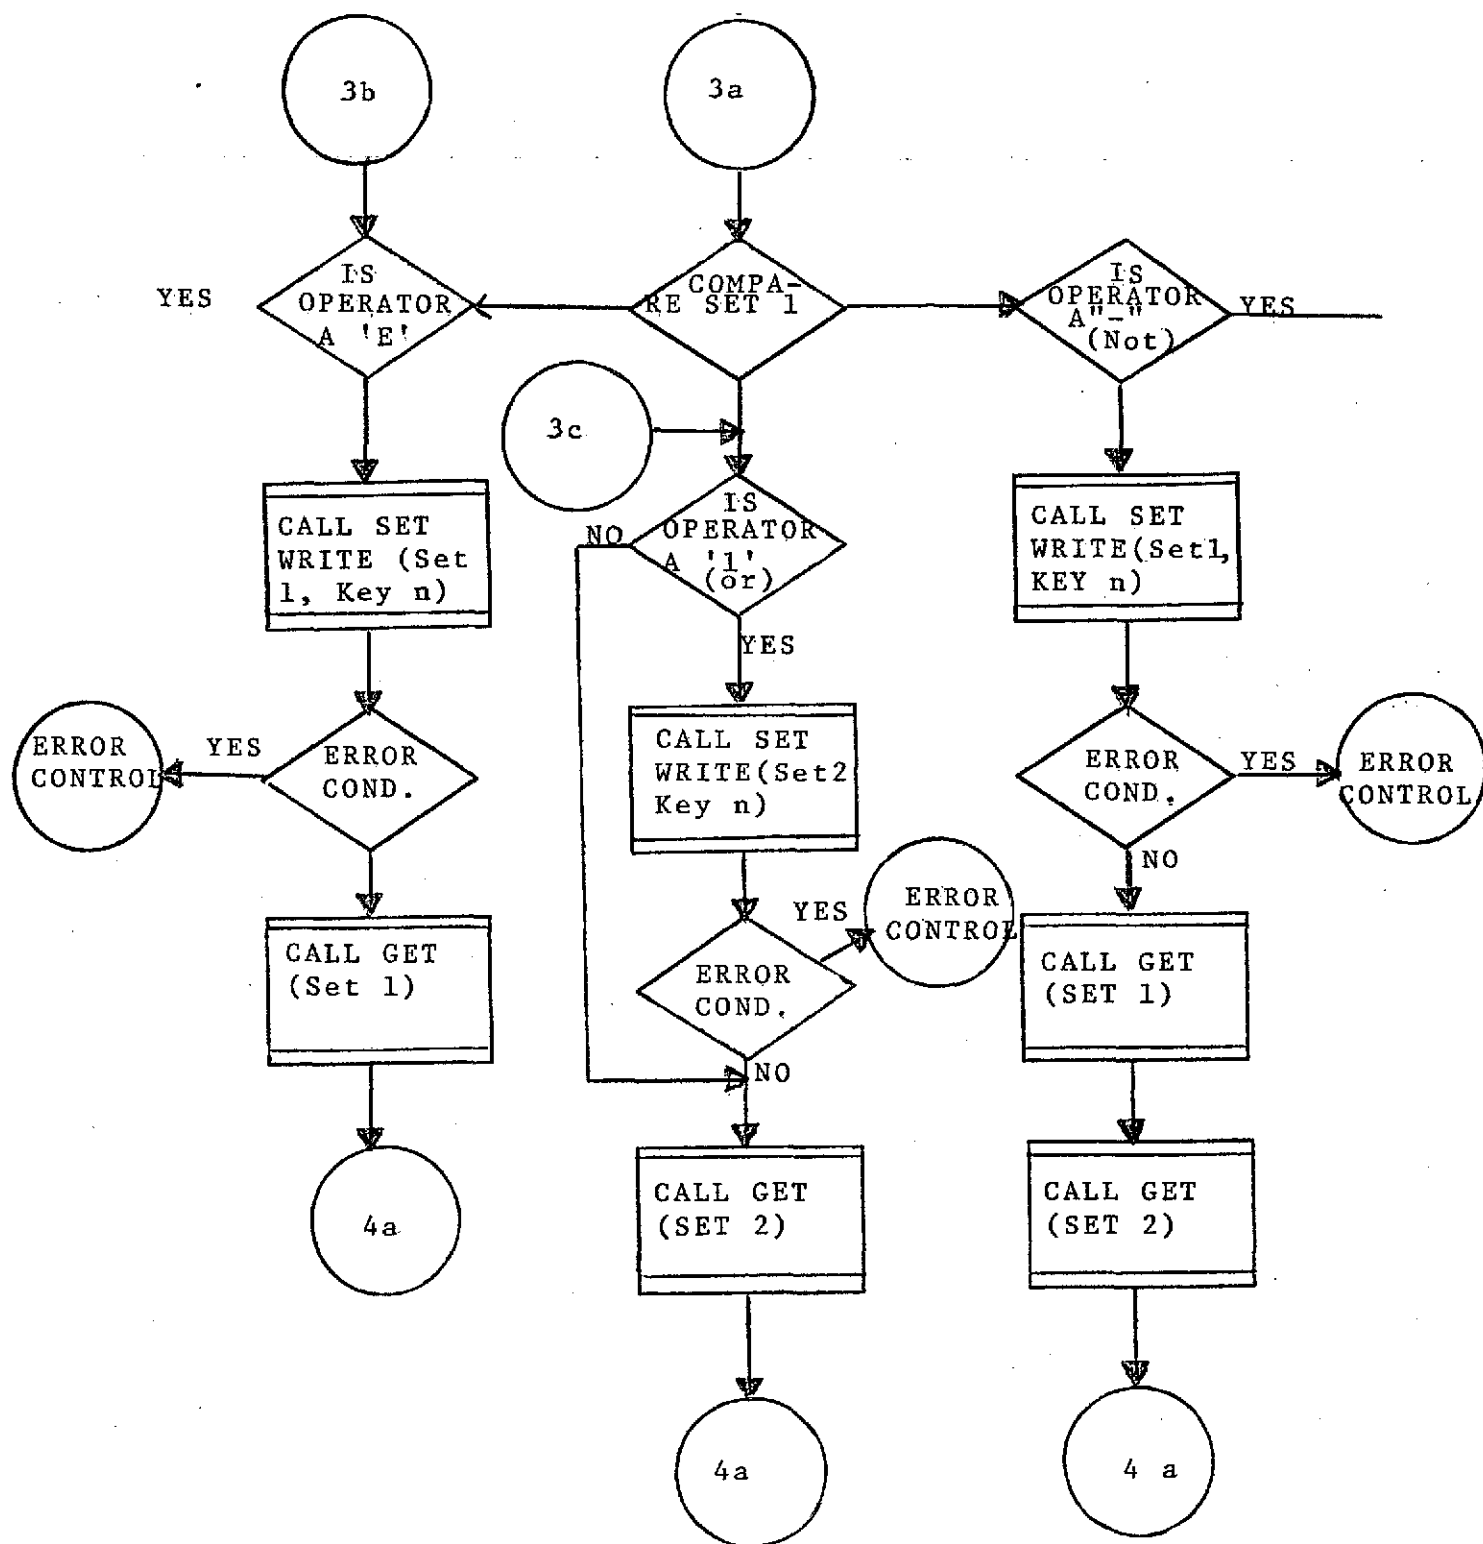 3b
3a
IS
OPERATOR
A 'E'
YES
COMPA-
RE SET 1
IS
OPERATOR
A"-"
(Not)
YES
3c
CALL SET
WRITE (Set
1, Key n)
IS
OPERATOR
A '1'
(or)
NO
YES
CALL SET
WRITE(Set1,
KEY n)
ERROR
CONTROL
YES
ERROR
COND.
CALL SET
WRITE(Set2
Key n)
ERROR
COND.
YES
ERROR
CONTROL
NO
CALL GET
(Set 1)
ERROR
COND.
YES
ERROR
CONTROL
NO
CALL GET
(SET 1)
4a
CALL GET
(SET 2)
CALL GET
(SET 2)
4a
4 a